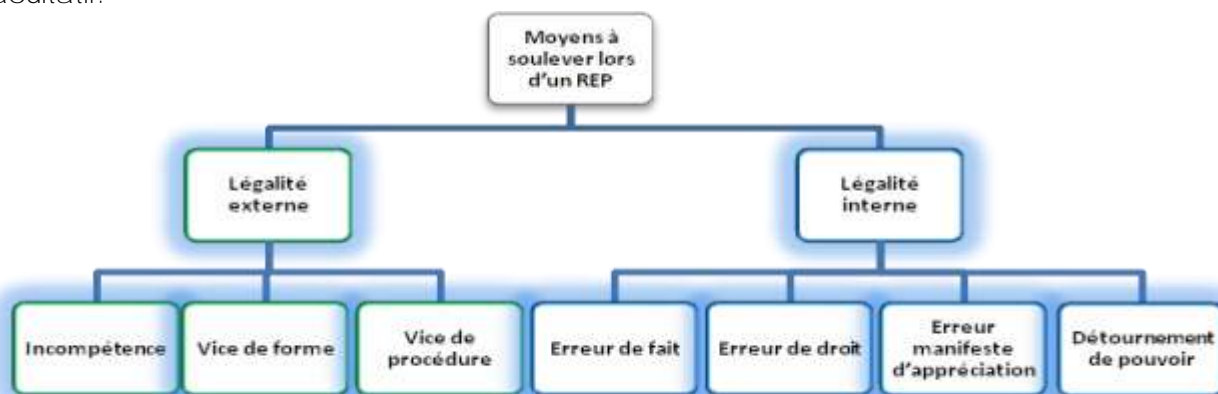 Moyens à
soulever lors
d'un REP
Légalité
externe
Légalité
interne
Incompétence
Vice de forme
Vice de
procédure
Erreur de fait
Erreur de droit
Erreur
manifeste
d'appréciation
Détournement
de pouvoir